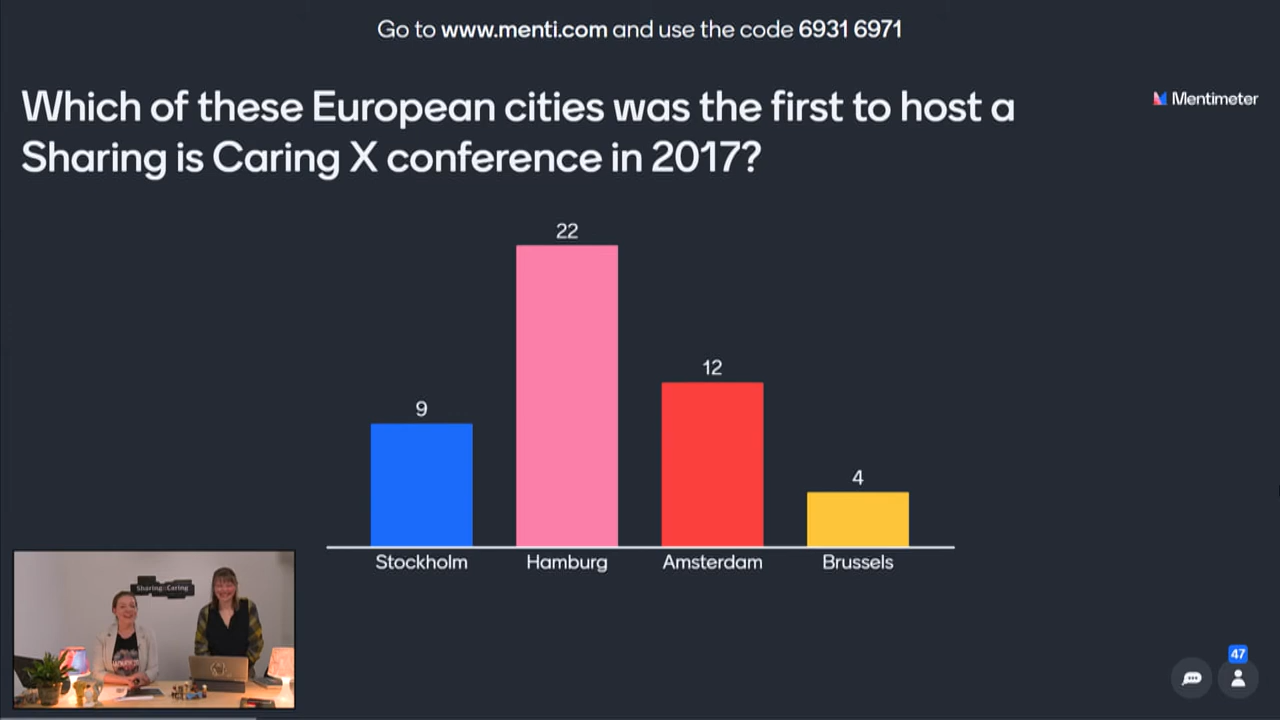 Go to www.menti.com and use the code 6931 6971
Which of these European cities was the first to host a
Sharing is Caring X conference in 2017?
Mentimeter
22
12
9
4
Stockholm
Hamburg
Amsterdam
Brussels
Sharing is Caring
47